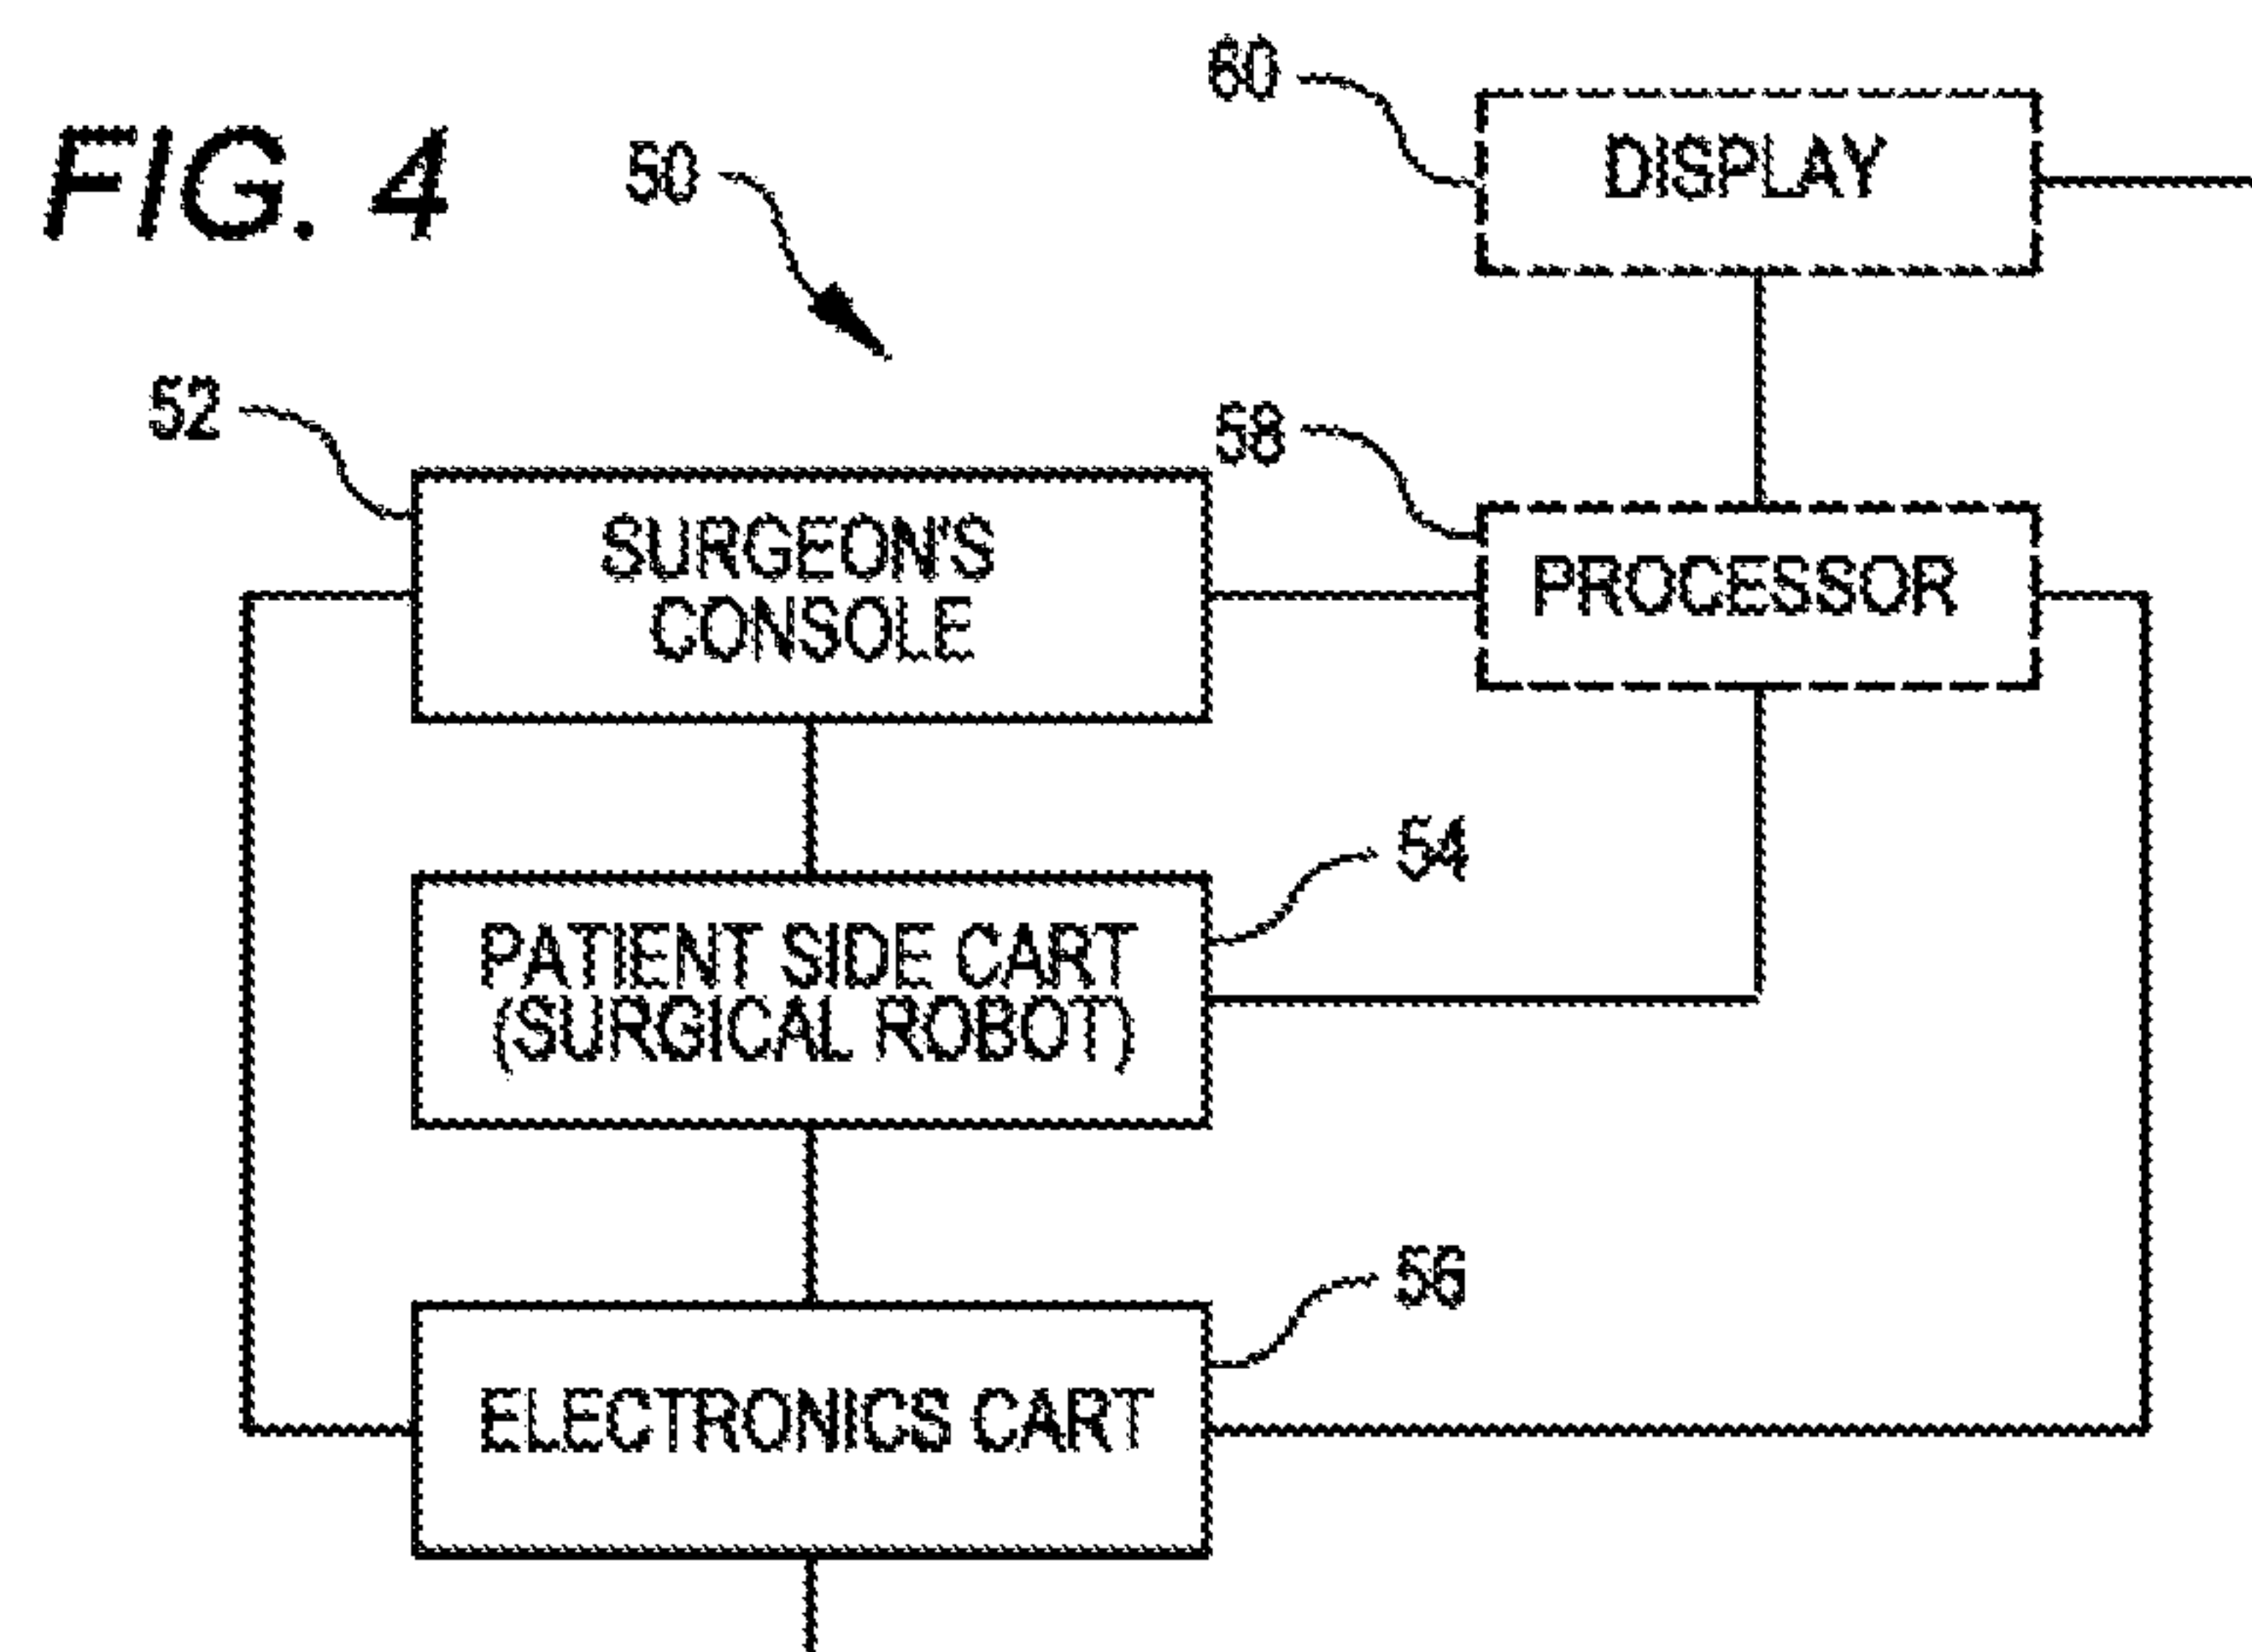 FIG. 4
50
60
DISPLAY
52
58
SURGEON'S
CONSOLE
PROCESSOR
54
PATIENT SIDE CART
(SURGICAL ROBOT)
56
ELECTRONICS CART